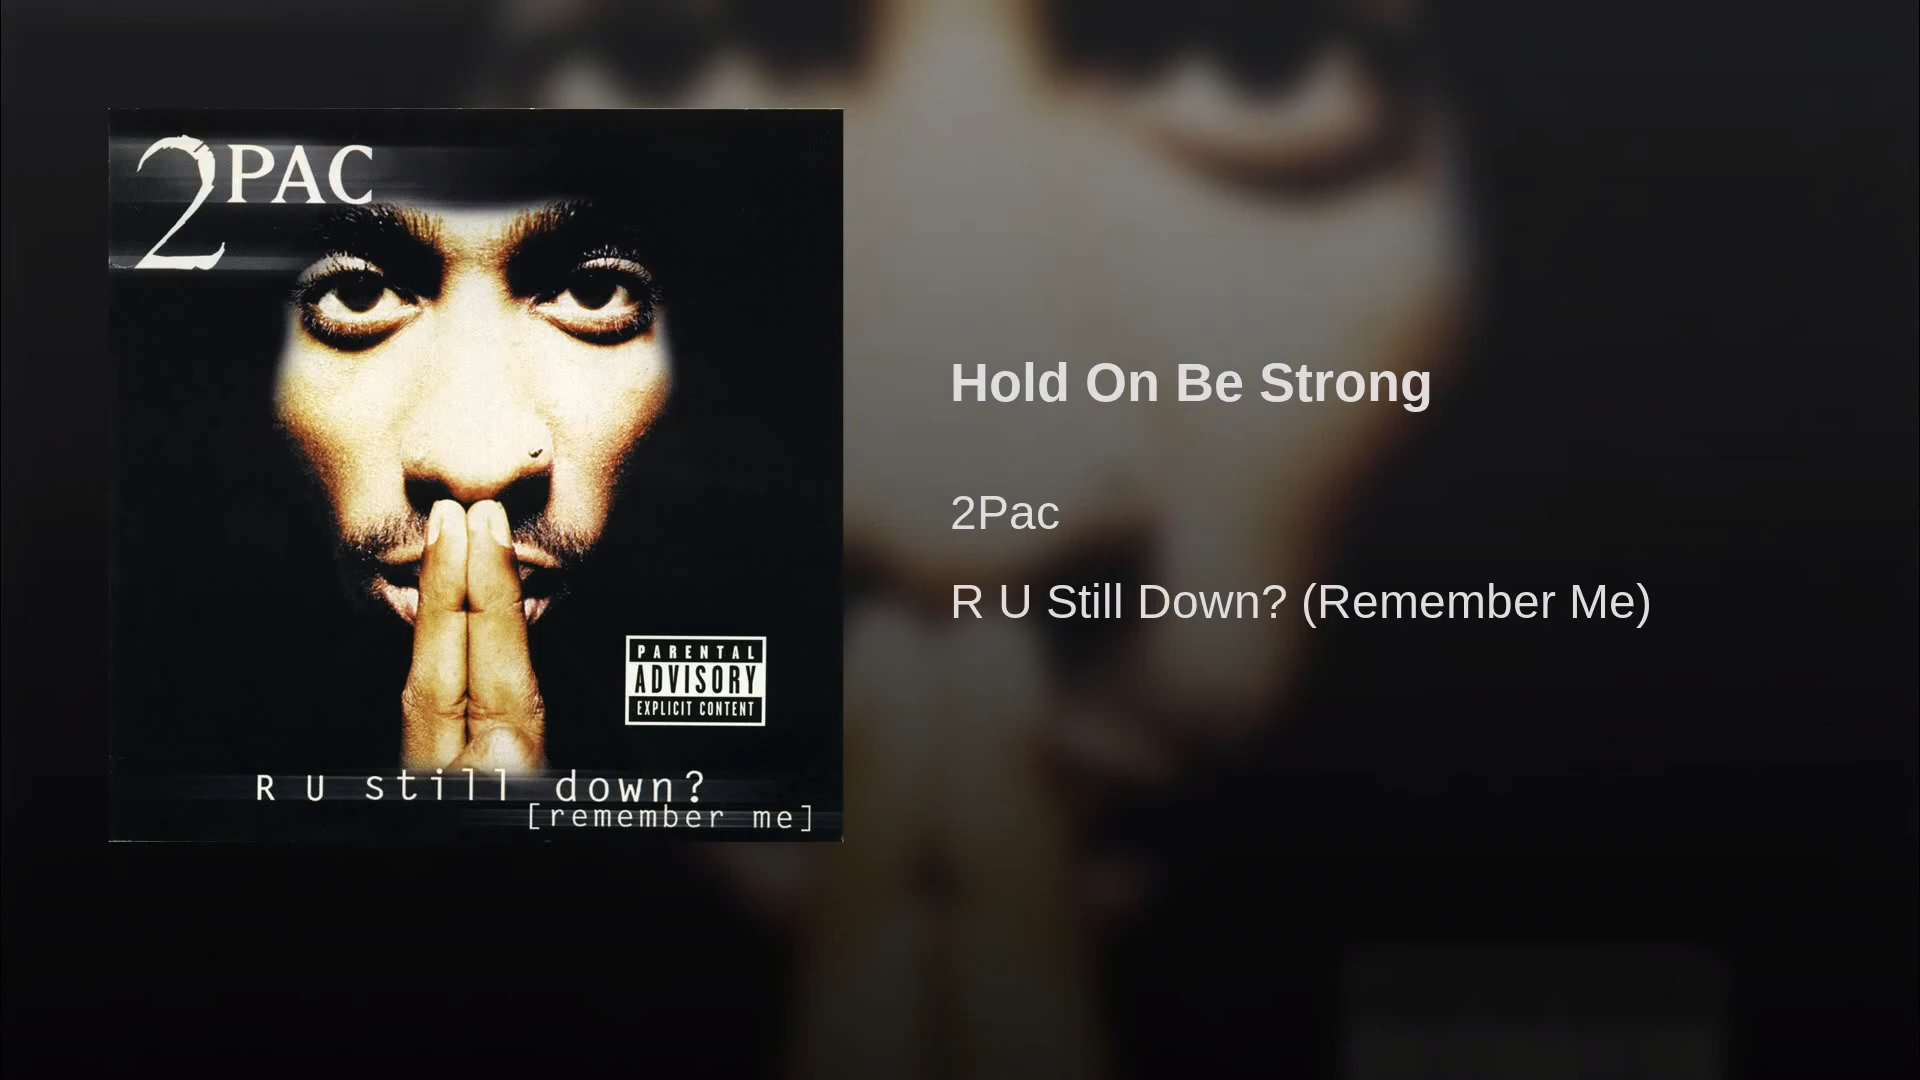 2PAC
PARENTAL
ADVISORY
EXPLICIT CONTENT
R U still down?
[remember me]
Hold On Be Strong
2Pac
R U Still Down? (Remember Me)